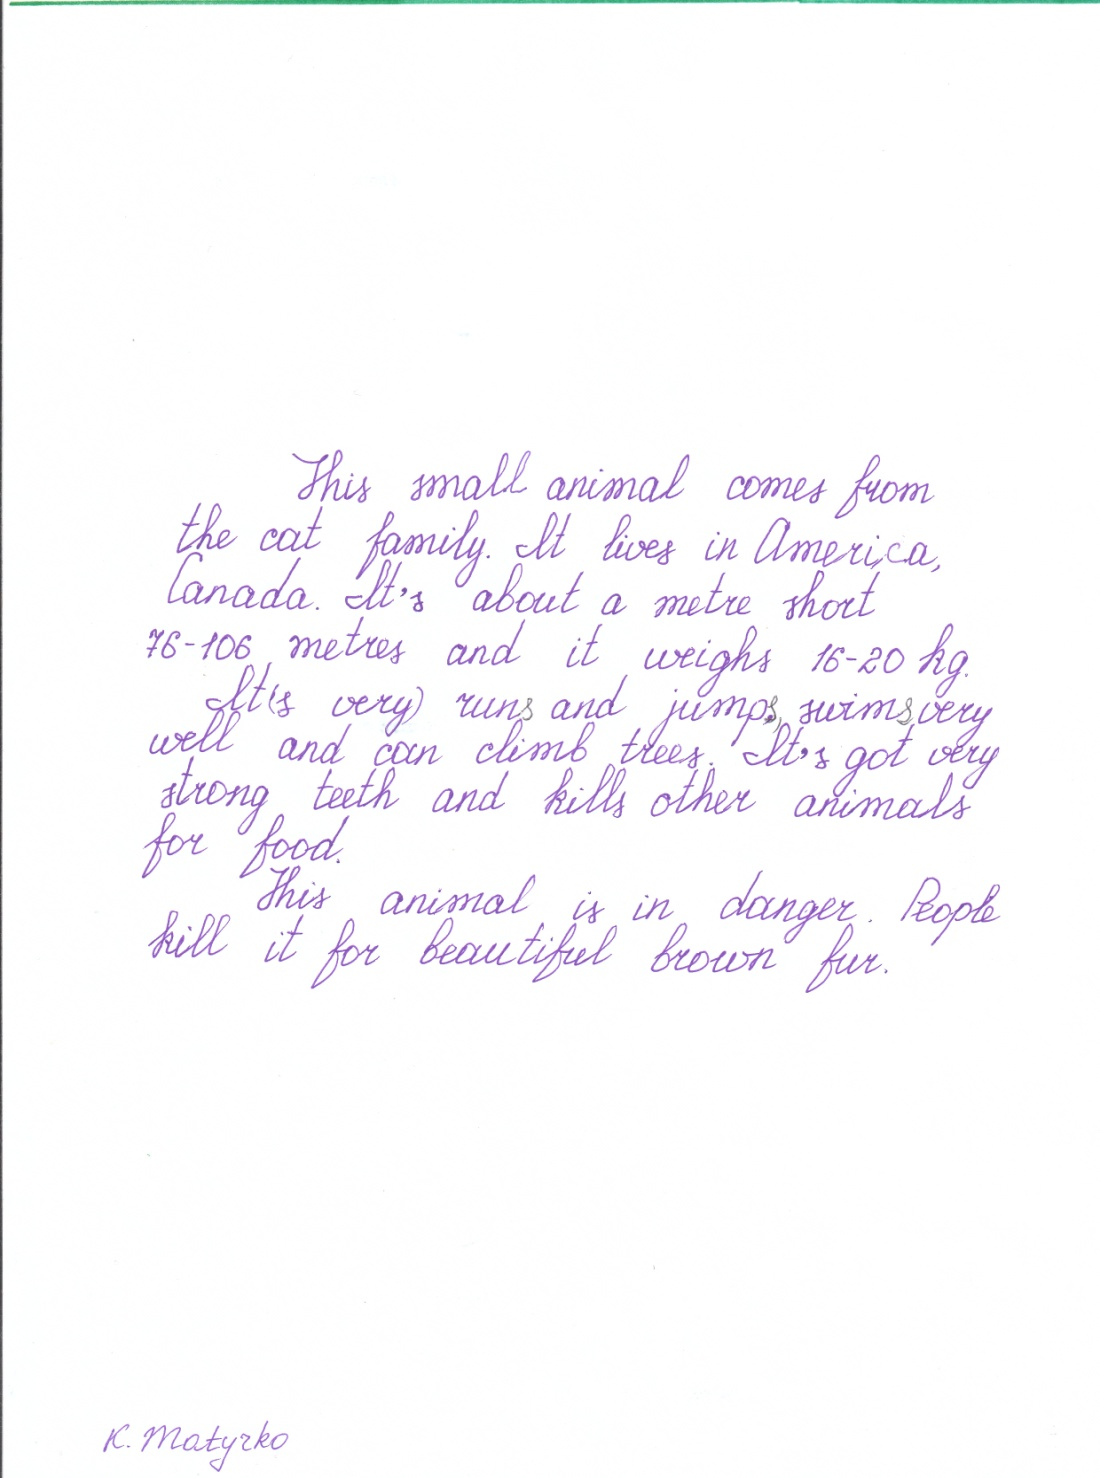 This small animal comes from
the cat family. It lives in America,
Canada. It's about a metre short
76-106 metres and it weighs 16-20 kg.
It(s very) runs and jumps, swims very
well and can climb trees. It's got very
strong teeth and kills other animals
for food.
This animal is in danger. People
kill it for beautiful brown fur.
K. Matyrko